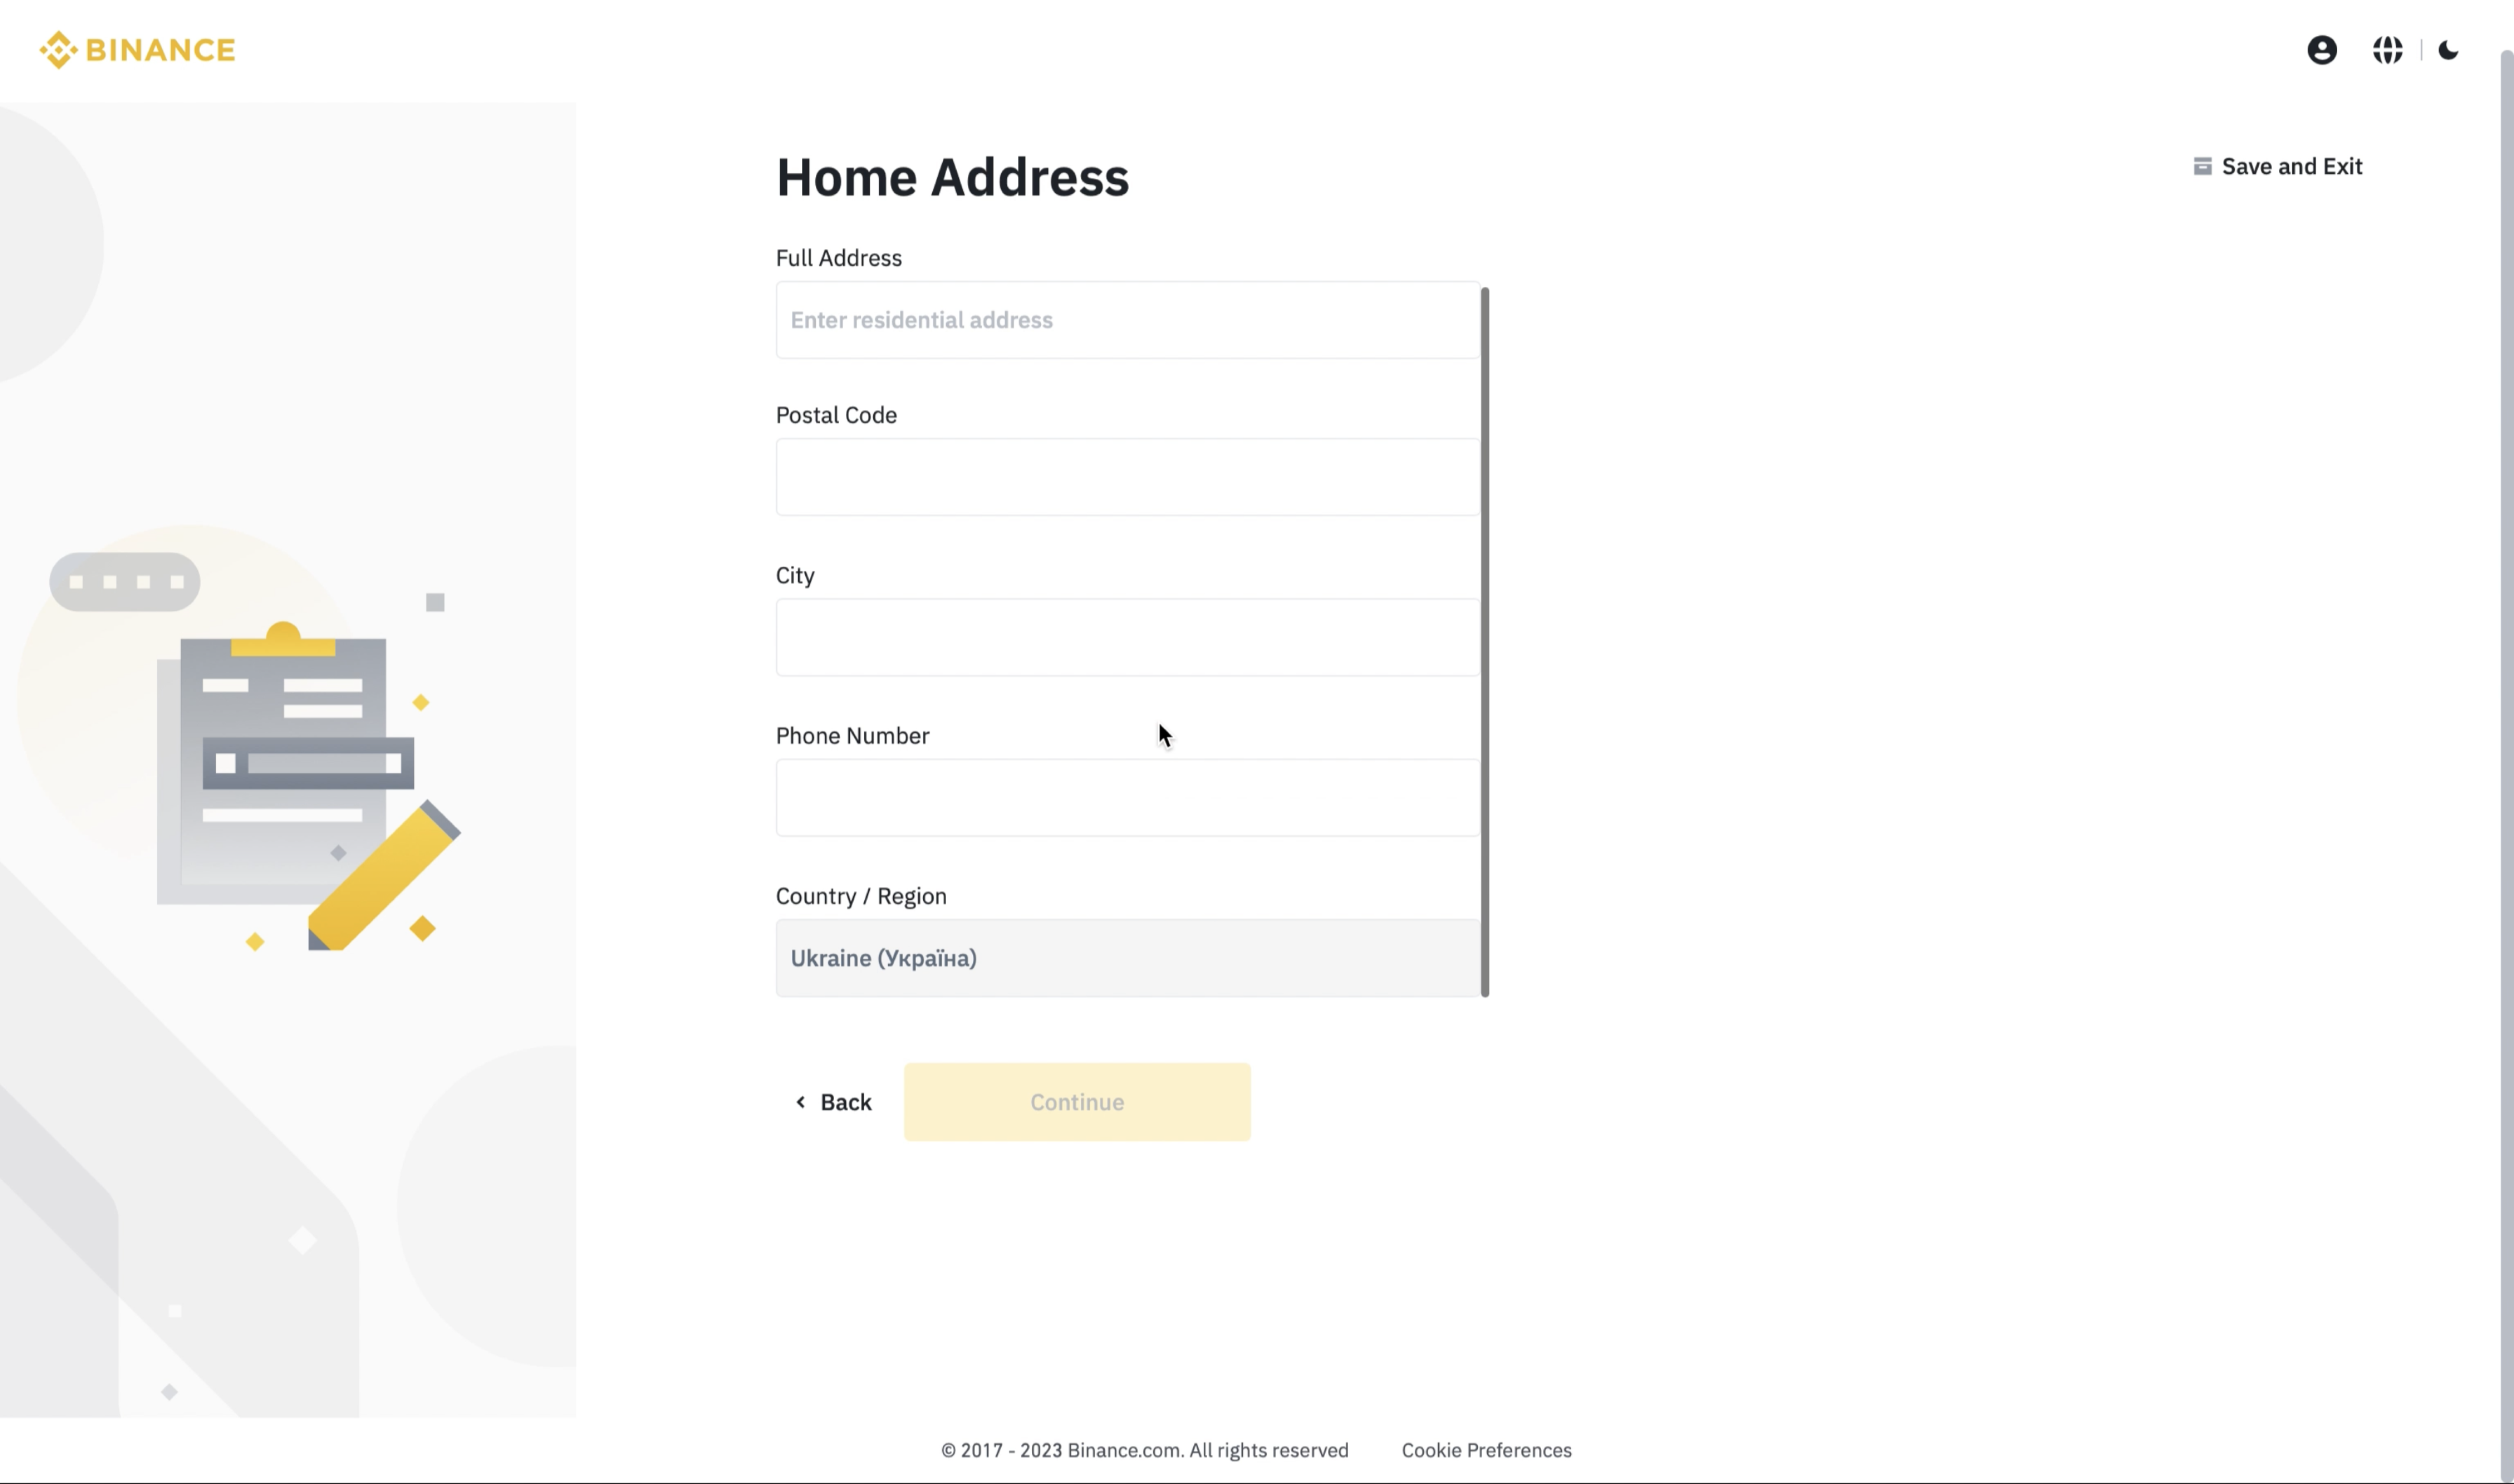 BINANCE
Home Address
Save and Exit
Full Address
Enter residential address
Postal Code
City
Phone Number
Country / Region
Ukraine (Україна)
Back
Continue
© 2017 - 2023 Binance.com. All rights reserved
Cookie Preferences